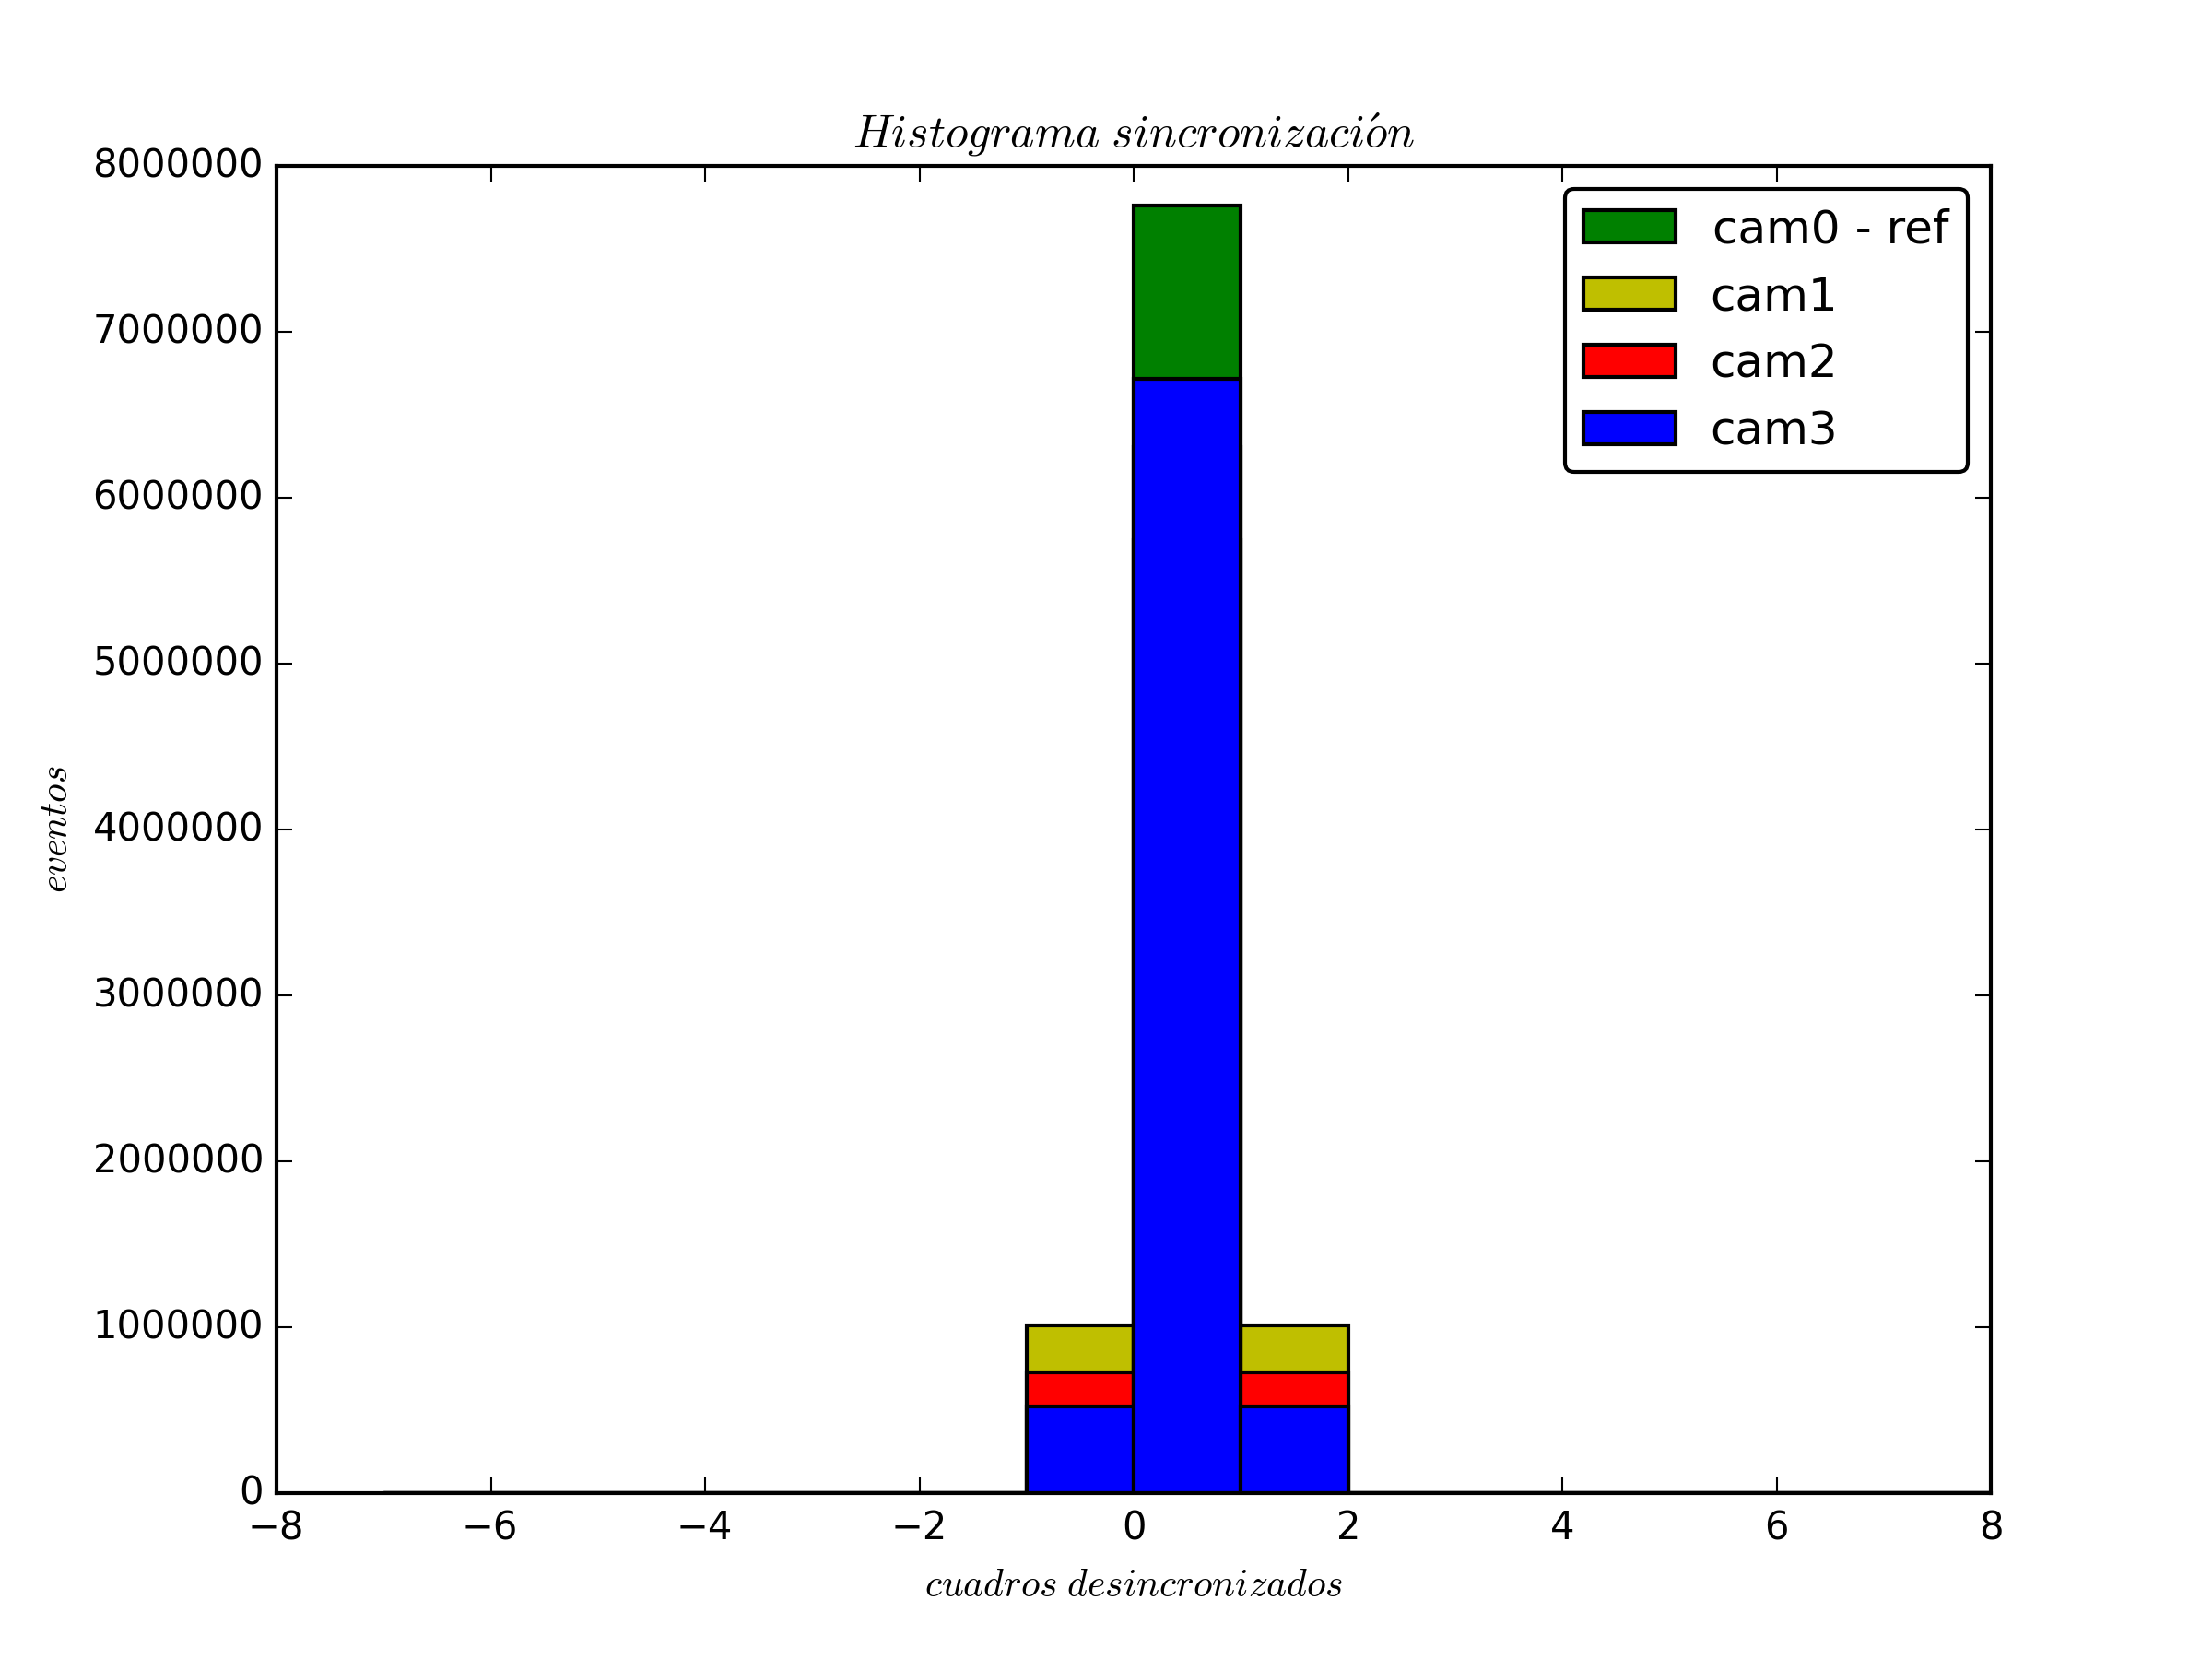 Histograma sincronización
8000000
7000000
6000000
5000000
4000000
3000000
2000000
1000000
0
eventos
cam0 - ref
cam1
cam2
cam3
−8 −6 −4 −2 0 2 4 6 8
cuadros desincronizados